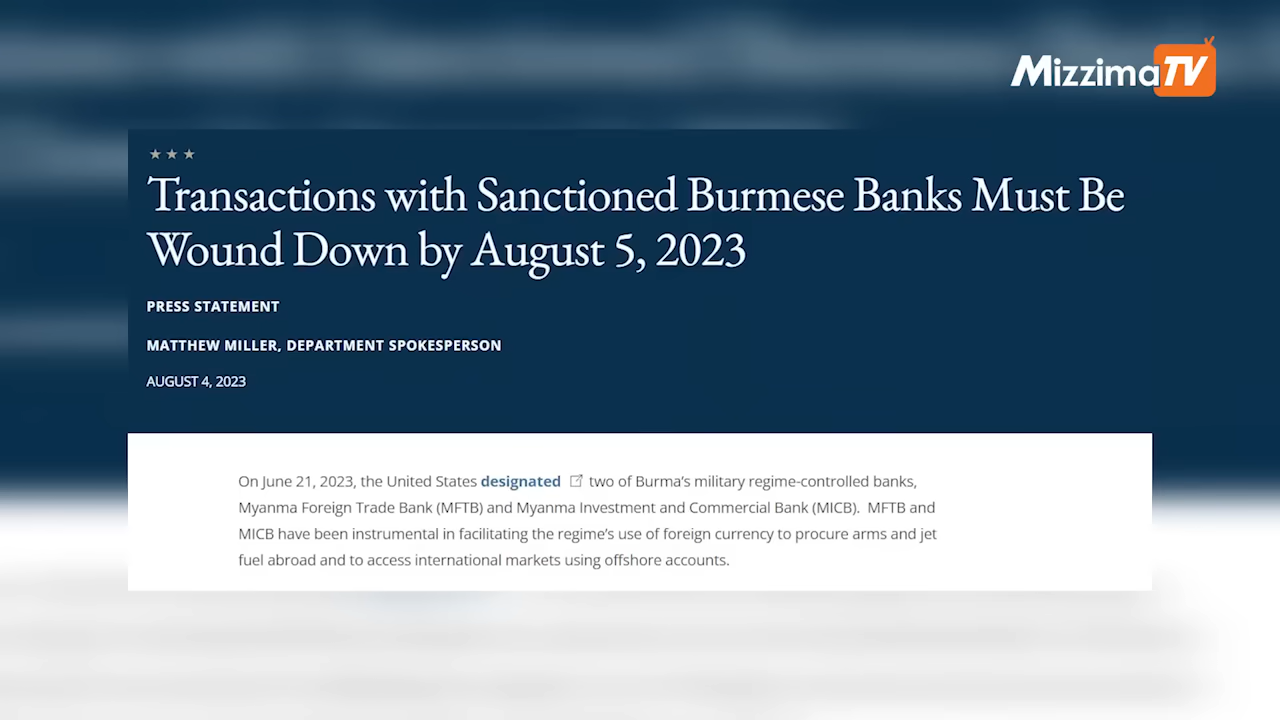 Mizzima TV
Transactions with Sanctioned Burmese Banks Must Be
Wound Down by August 5, 2023
PRESS STATEMENT
MATTHEW MILLER, DEPARTMENT SPOKESPERSON
AUGUST 4, 2023
On June 21, 2023, the United States designated two of Burma’s military regime-controlled banks,
Myanma Foreign Trade Bank (MFTB) and Myanma Investment and Commercial Bank (MICB).  MFTB and
MICB have been instrumental in facilitating the regime’s use of foreign currency to procure arms and jet
fuel abroad and to access international markets using offshore accounts.